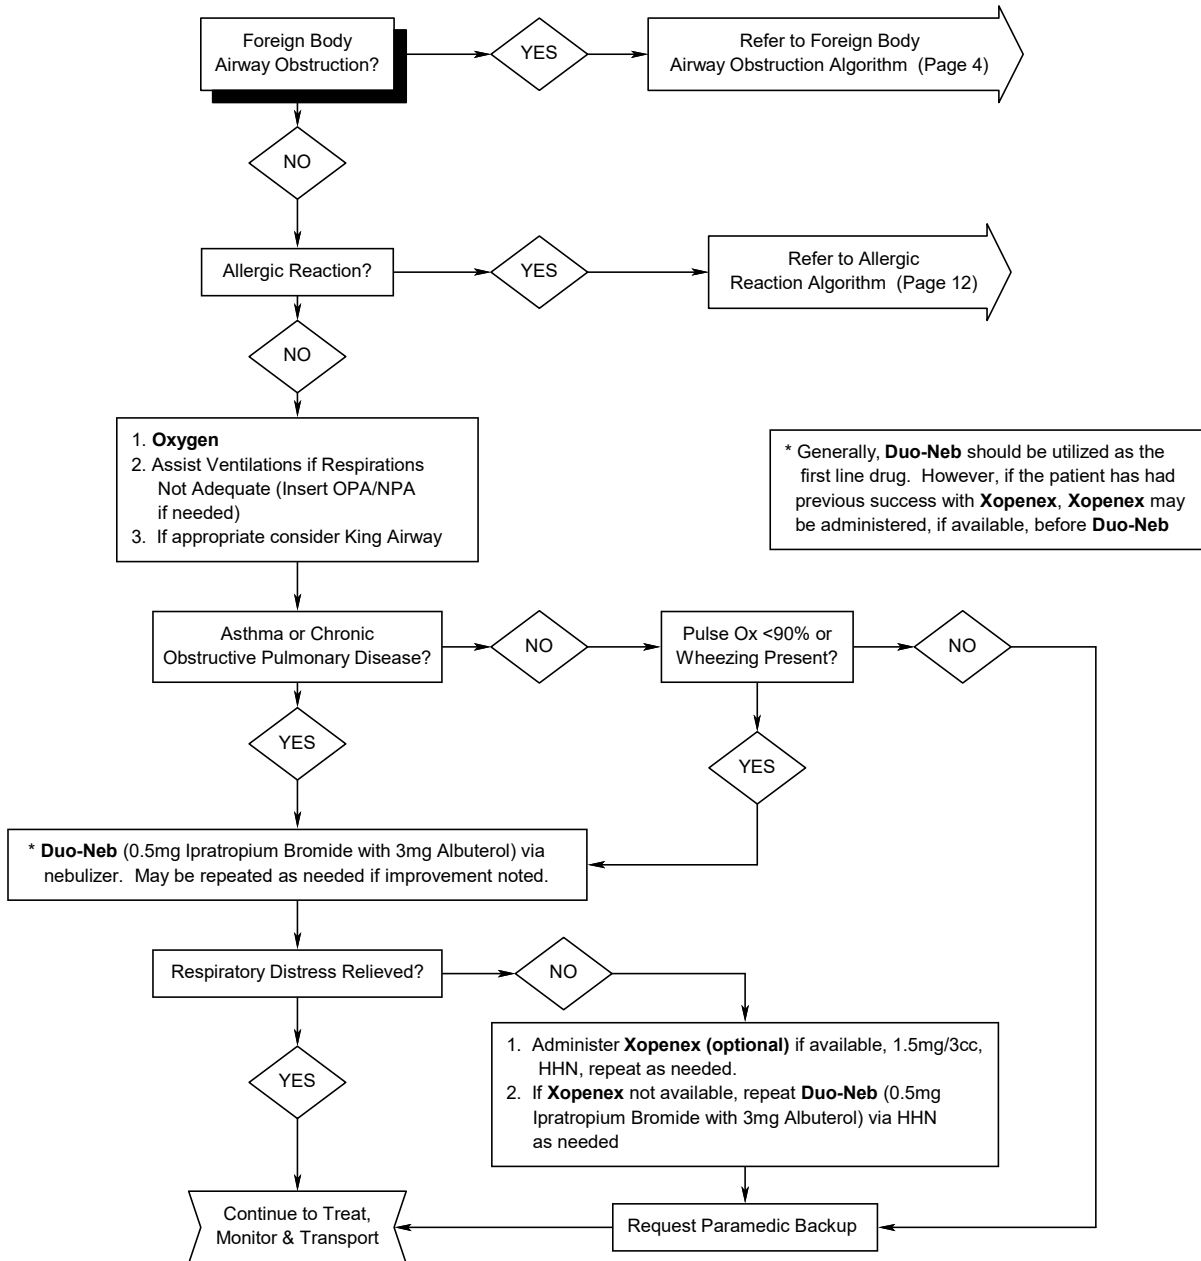 Foreign Body
Airway Obstruction?
YES
Refer to Foreign Body
Airway Obstruction Algorithm (Page 4)
NO
Allergic Reaction?
YES
Refer to Allergic
Reaction Algorithm (Page 12)
NO
1. Oxygen
2. Assist Ventilations if Respirations
Not Adequate (Insert OPA/NPA
if needed)
3. If appropriate consider King Airway
* Generally, Duo-Neb should be utilized as the
first line drug. However, if the patient has had
previous success with Xopenex, Xopenex may
be administered, if available, before Duo-Neb
Asthma or Chronic
Obstructive Pulmonary Disease?
NO
Pulse Ox <90% or
Wheezing Present?
NO
YES
YES
* Duo-Neb (0.5mg Ipratropium Bromide with 3mg Albuterol) via
nebulizer. May be repeated as needed if improvement noted.
Respiratory Distress Relieved?
NO
YES
1. Administer Xopenex (optional) if available, 1.5mg/3cc,
HHN, repeat as needed.
2. If Xopenex not available, repeat Duo-Neb (0.5mg
Ipratropium Bromide with 3mg Albuterol) via HHN
as needed
Continue to Treat,
Monitor & Transport
Request Paramedic Backup